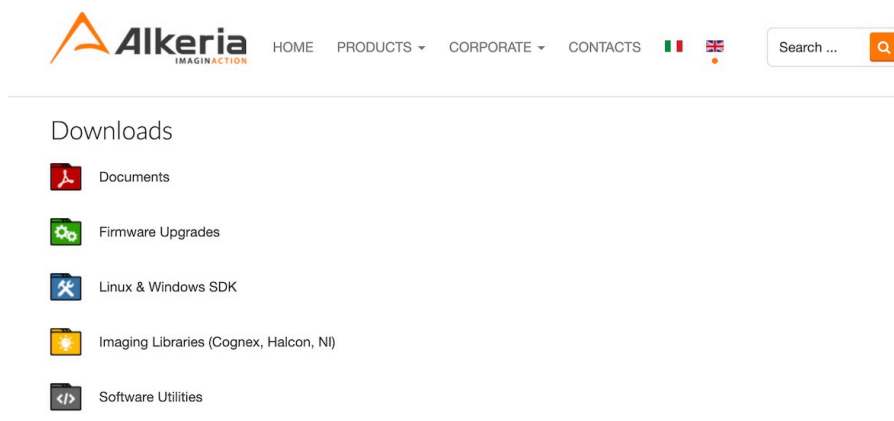 Alkeria
IMAGINACTION
HOME PRODUCTS CORPORATE CONTACTS Search ...
Downloads
Documents
Firmware Upgrades
Linux & Windows SDK
Imaging Libraries (Cognex, Halcon, NI)
Software Utilities